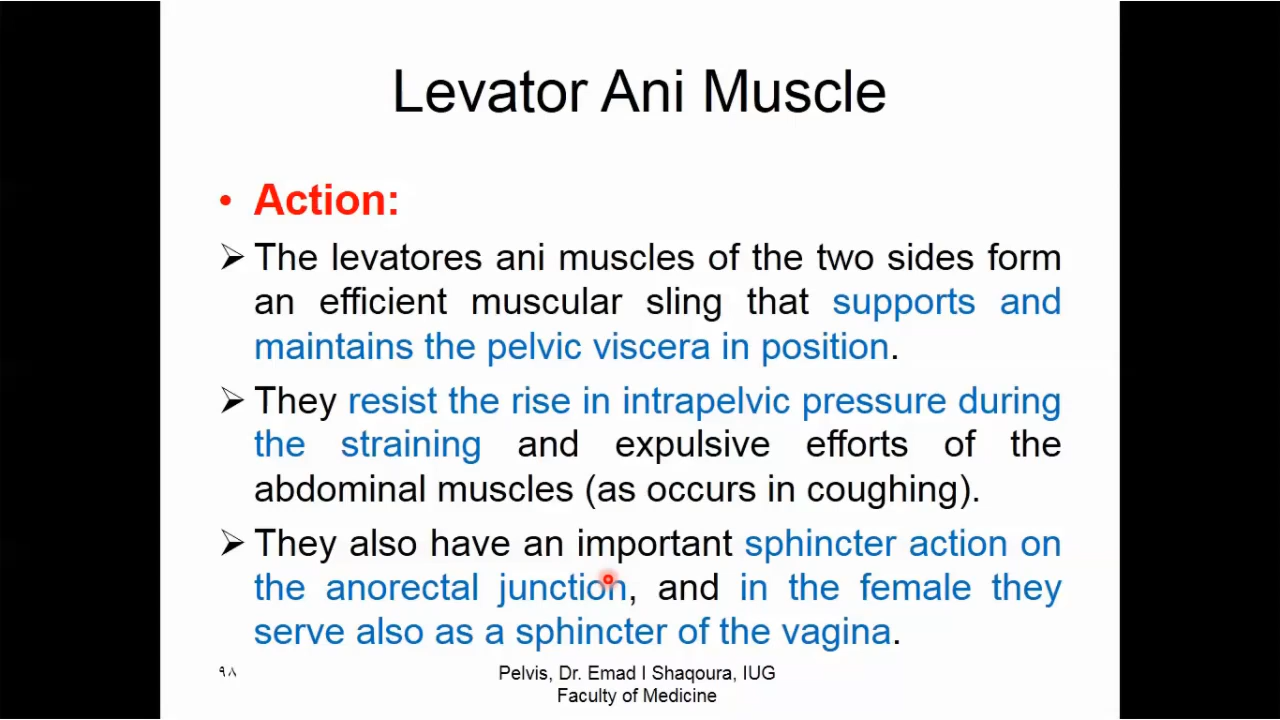 Levator Ani Muscle
• Action:
➢ The levatores ani muscles of the two sides form
an efficient muscular sling that supports and
maintains the pelvic viscera in position.
➢ They resist the rise in intrapelvic pressure during
the straining and expulsive efforts of the
abdominal muscles (as occurs in coughing).
➢ They also have an important sphincter action on
the anorectal junction, and in the female they
serve also as a sphincter of the vagina.
٩٨
Pelvis, Dr. Emad I Shaqoura, IUG
Faculty of Medicine